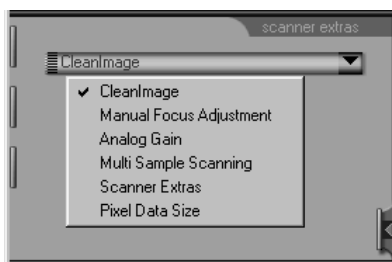 scanner extras
CleanImage
✔ CleanImage
Manual Focus Adjustment
Analog Gain
Multi Sample Scanning
Scanner Extras
Pixel Data Size